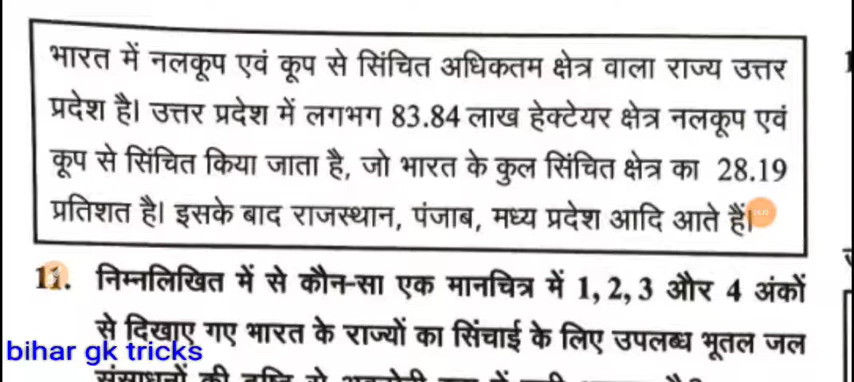 भारत में नलकूप एवं कूप से सिंचित अधिकतम क्षेत्र वाला राज्य उत्तर
प्रदेश है। उत्तर प्रदेश में लगभग 83.84 लाख हेक्टेयर क्षेत्र नलकूप एवं
कूप से सिंचित किया जाता है, जो भारत के कुल सिंचित क्षेत्र का 28.19
प्रतिशत है। इसके बाद राजस्थान, पंजाब, मध्य प्रदेश आदि आते हैं।
11. निम्नलिखित में से कौन-सा एक मानचित्र में 1, 2, 3 और 4 अंकों
से दिखाए गए भारत के राज्यों का सिंचाई के लिए उपलब्ध भूतल जल
bihar gk tricks
संसाधनों की दृष्टि से